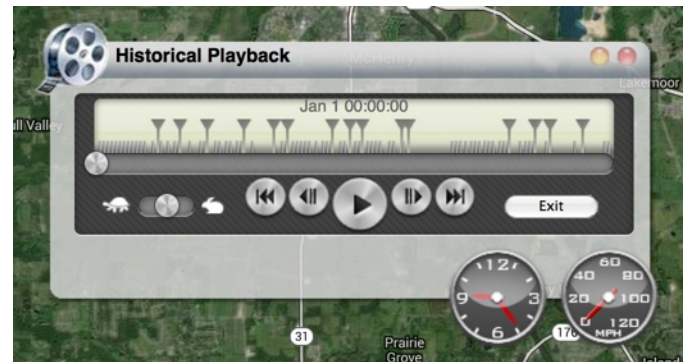 McHenry
Historical Playback
Lakemoor
ll Valley
Jan 1 00:00:00
Exit
12
9 3
6
60
40 80
20 100
0 120
MPH
31
176
Prairie
Grove
Island